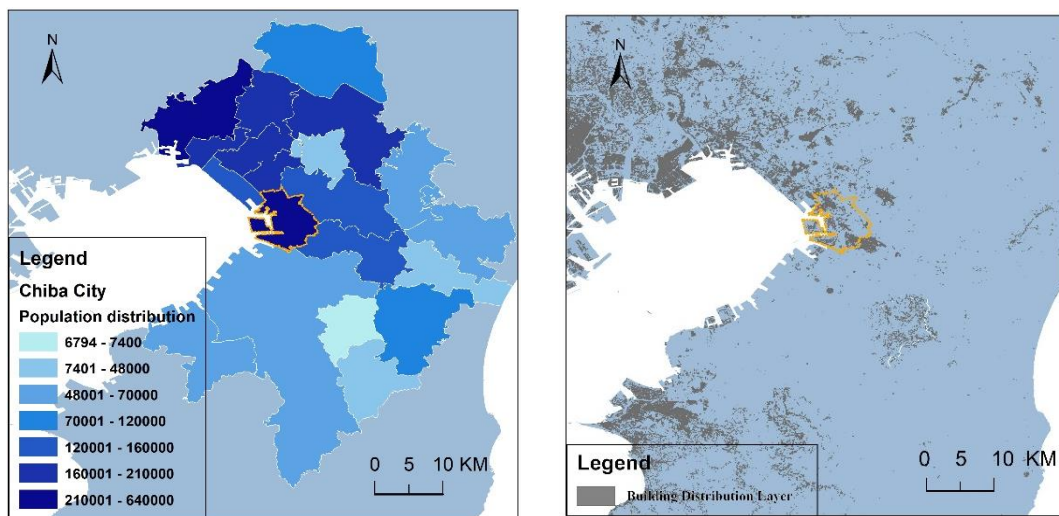 N
Legend
Chiba City
Population distribution
6794 - 7400
7401 - 48000
48001 - 70000
70001 - 120000
120001 - 160000
160001 - 210000
210001 - 640000
0 5 10 KM
N
Legend
Building Distribution Layer
0 5 10 KM